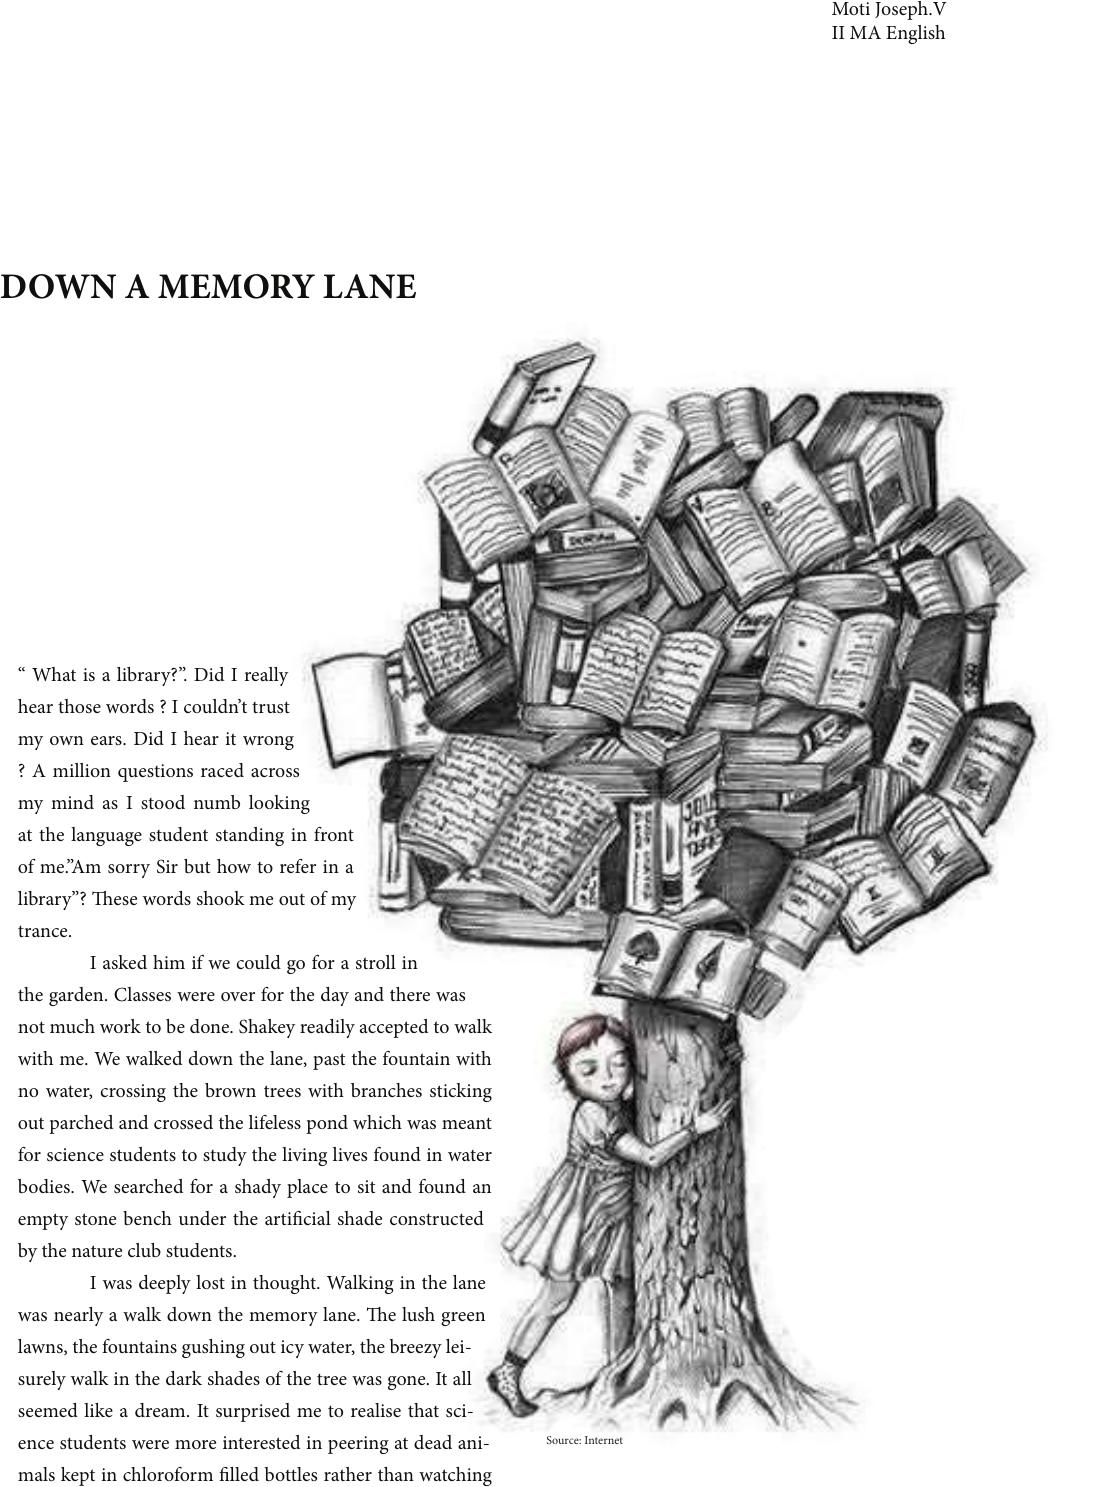 Moti Joseph.V
II MA English
DOWN A MEMORY LANE
“ What is a library?”. Did I really
hear those words ? I couldn’t trust
my own ears. Did I hear it wrong
? A million questions raced across
my mind as I stood numb looking
at the language student standing in front
of me.”Am sorry Sir but how to refer in a
library”? These words shook me out of my
trance.
I asked him if we could go for a stroll in
the garden. Classes were over for the day and there was
not much work to be done. Shakey readily accepted to walk
with me. We walked down the lane, past the fountain with
no water, crossing the brown trees with branches sticking
out parched and crossed the lifeless pond which was meant
for science students to study the living lives found in water
bodies. We searched for a shady place to sit and found an
empty stone bench under the artificial shade constructed
by the nature club students.
I was deeply lost in thought. Walking in the lane
was nearly a walk down the memory lane. The lush green
lawns, the fountains gushing out icy water, the breezy lei-
surely walk in the dark shades of the tree was gone. It all
seemed like a dream. It surprised me to realise that sci-
ence students were more interested in peering at dead ani-
mals kept in chloroform filled bottles rather than watching
Source: Internet